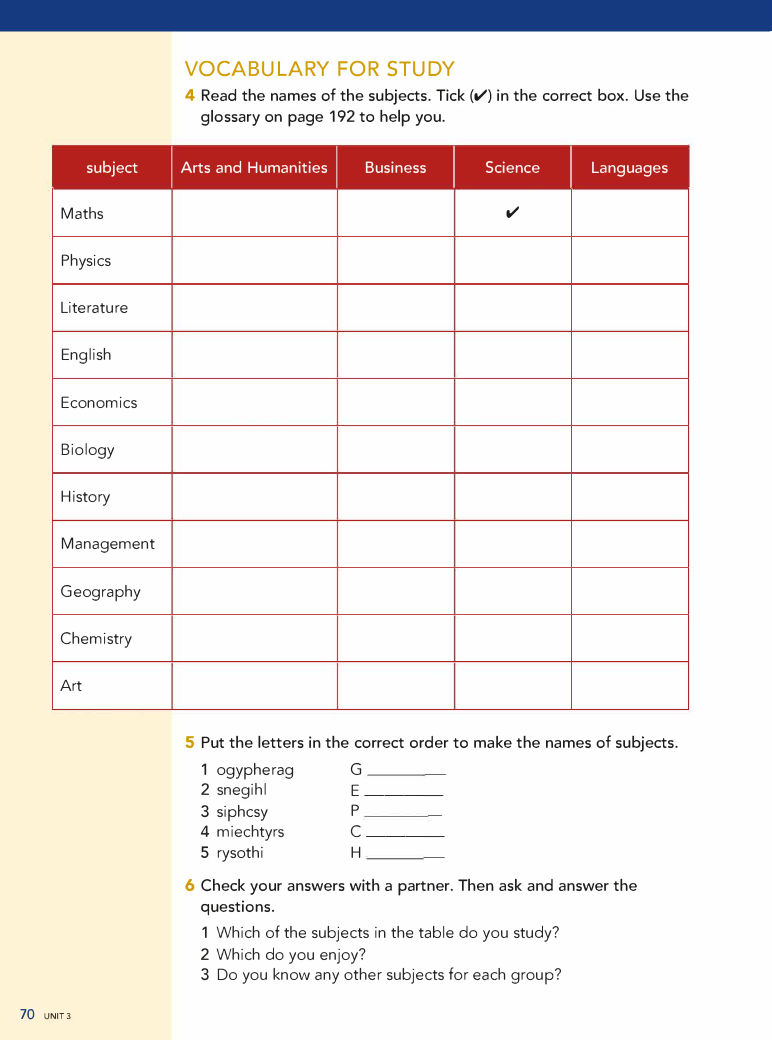 VOCABULARY FOR STUDY
4 Read the names of the subjects. Tick (✔) in the correct box. Use the
glossary on page 192 to help you.
subject Arts and Humanities Business Science Languages
Maths ✔
Physics
Literature
English
Economics
Biology
History
Management
Geography
Chemistry
Art
5 Put the letters in the correct order to make the names of subjects.
1 ogypherag G ________
2 snegihl E ________
3 siphcsy P ________
4 miechtyrs C ________
5 rysothi H ________
6 Check your answers with a partner. Then ask and answer the
questions.
1 Which of the subjects in the table do you study?
2 Which do you enjoy?
3 Do you know any other subjects for each group?
70 UNIT 3